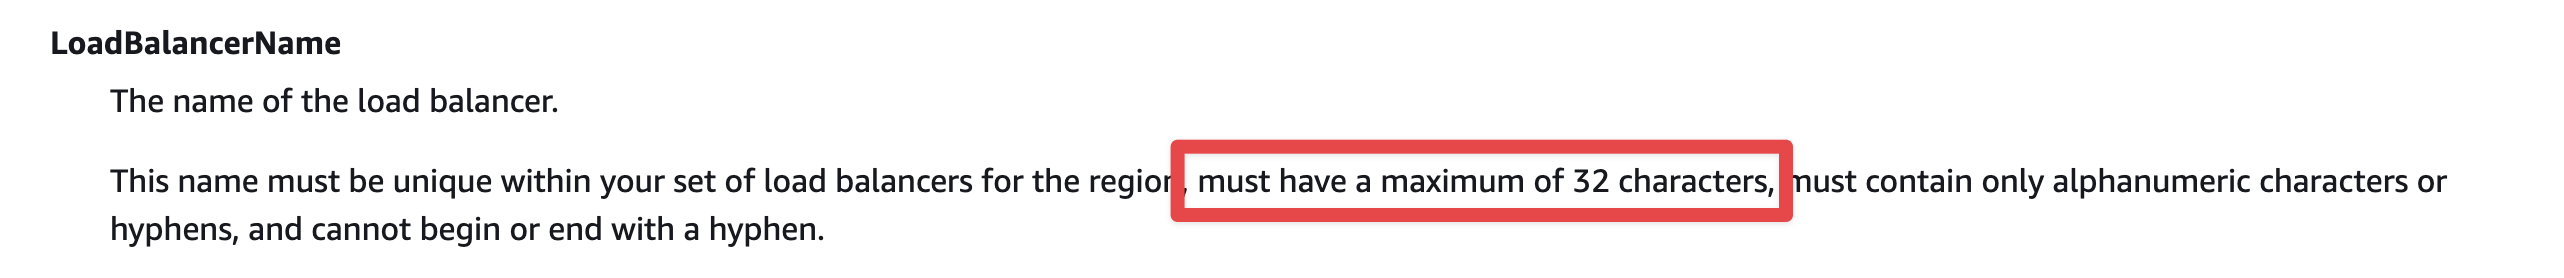 LoadBalancerName
The name of the load balancer.
This name must be unique within your set of load balancers for the region, must have a maximum of 32 characters, must contain only alphanumeric characters or
hyphens, and cannot begin or end with a hyphen.